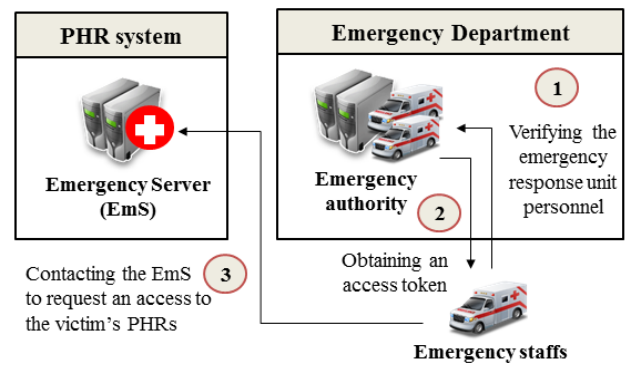 PHR system
Emergency Server
(EmS)
Emergency Department
1
Verifying the
emergency
response unit
personnel
Emergency
authority
2
Obtaining an
access token
Contacting the EmS
to request an access to
the victim's PHRs
3
Emergency staffs